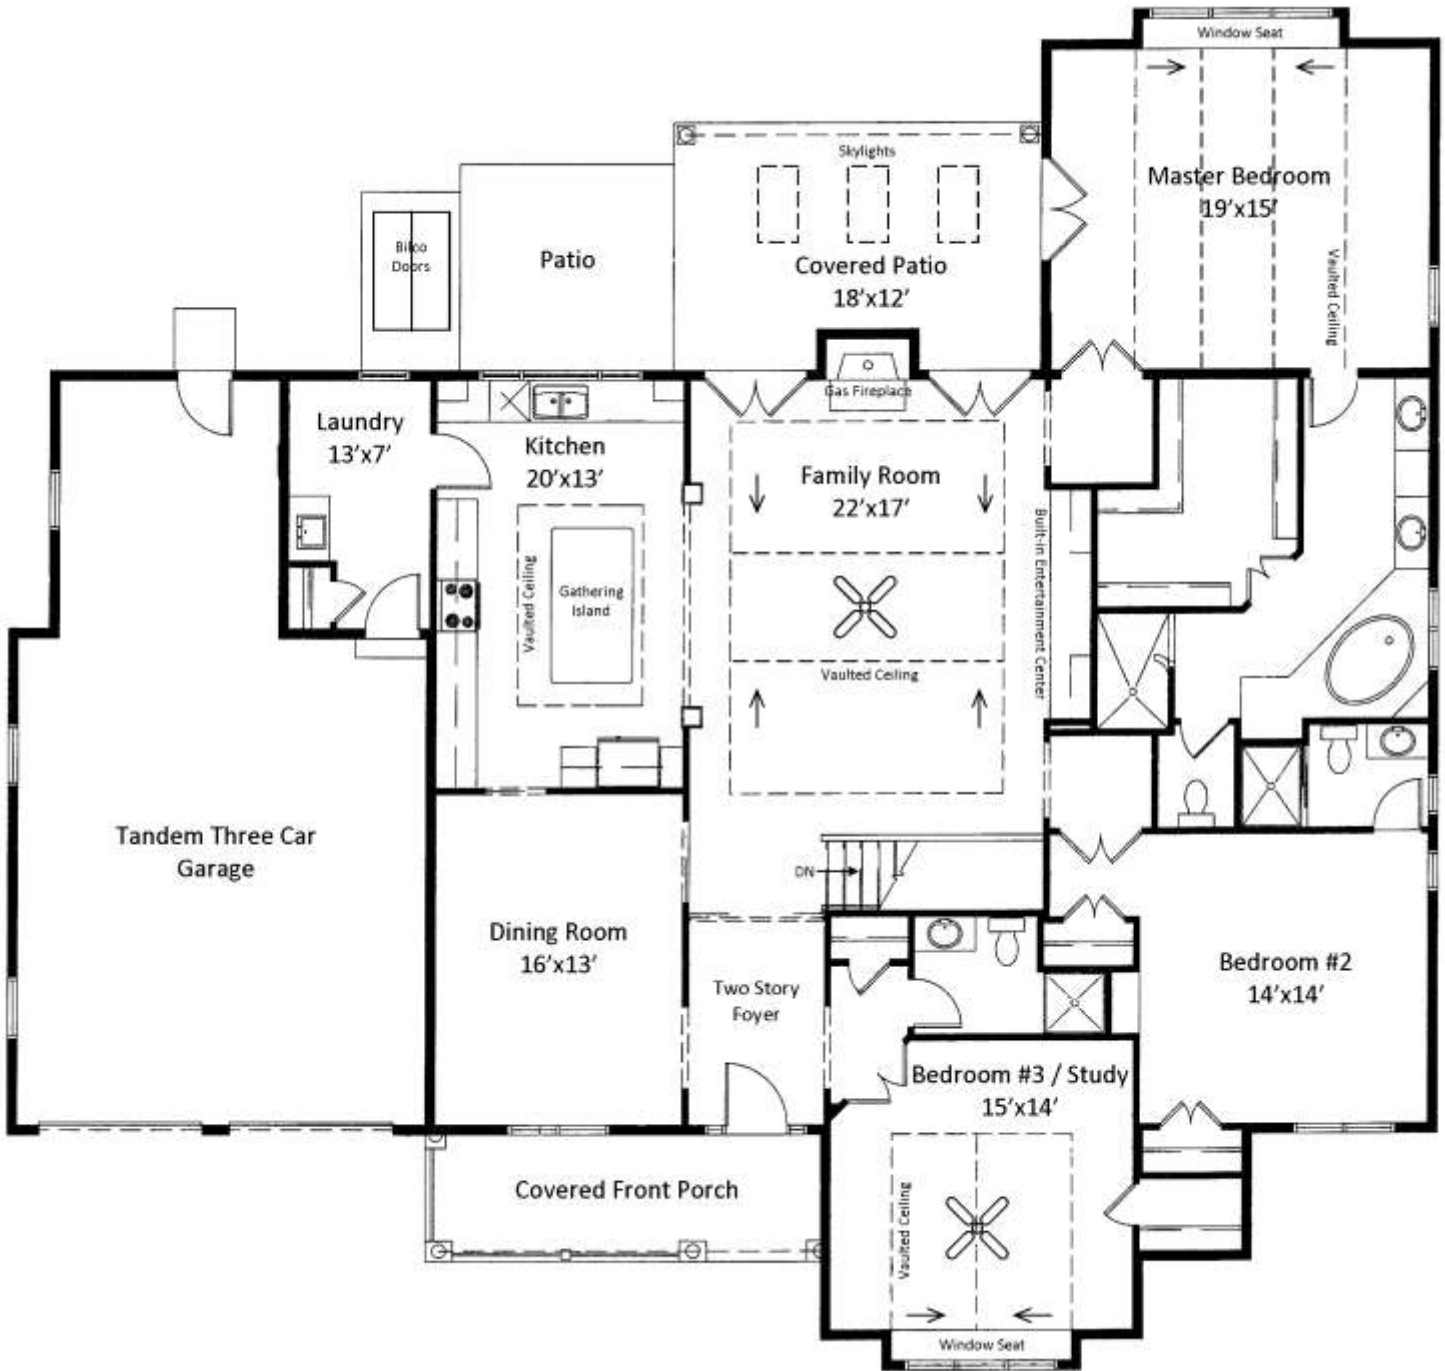 Window Seat
Master Bedroom
19'x15'
Vaulted Ceiling
Skylights
Covered Patio
18'x12'
Patio
Bilco
Doors
Laundry
13'x7'
Kitchen
20'x13'
Vaulted Ceiling
Gathering
Island
Gas Fireplace
Family Room
22'x17'
Vaulted Ceiling
Built-in Entertainment Center
Tandem Three Car
Garage
Dining Room
16'x13'
DN
Two Story
Foyer
Bedroom #2
14'x14'
Bedroom #3 / Study
15'x14'
Vaulted Ceiling
Window Seat
Covered Front Porch